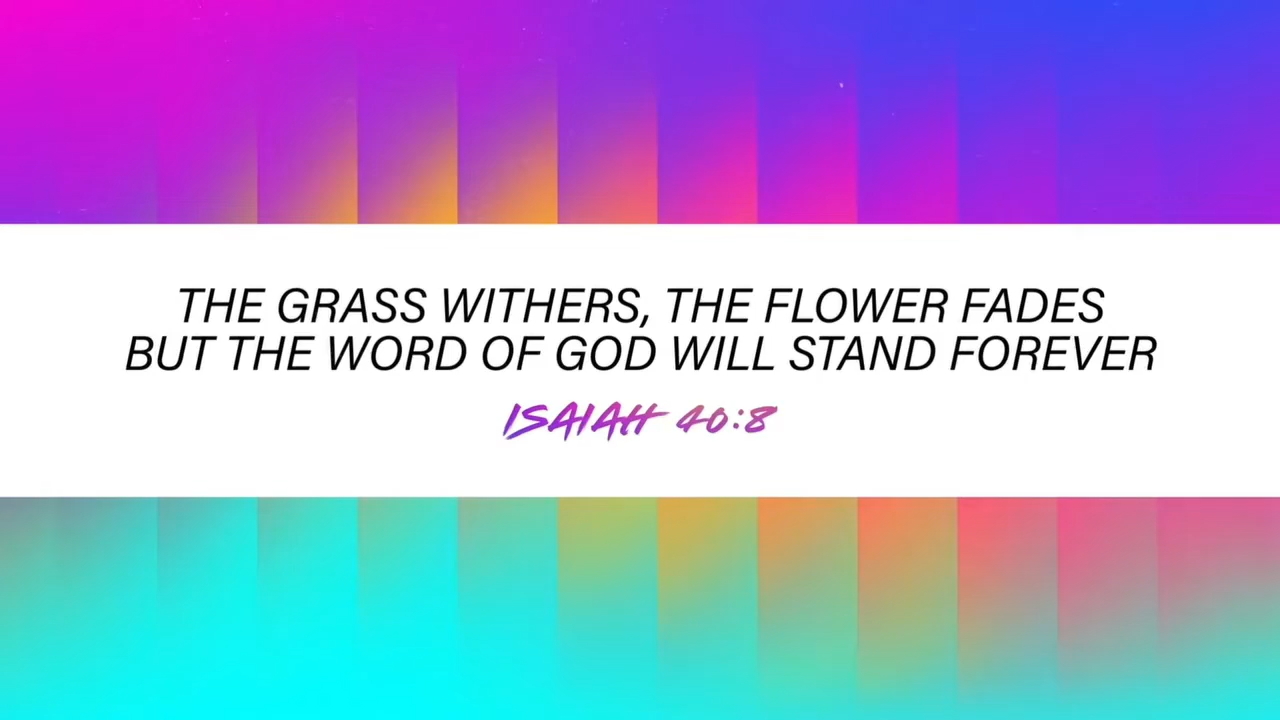 THE GRASS WITHERS, THE FLOWER FADES
BUT THE WORD OF GOD WILL STAND FOREVER
ISAIAH 40:8